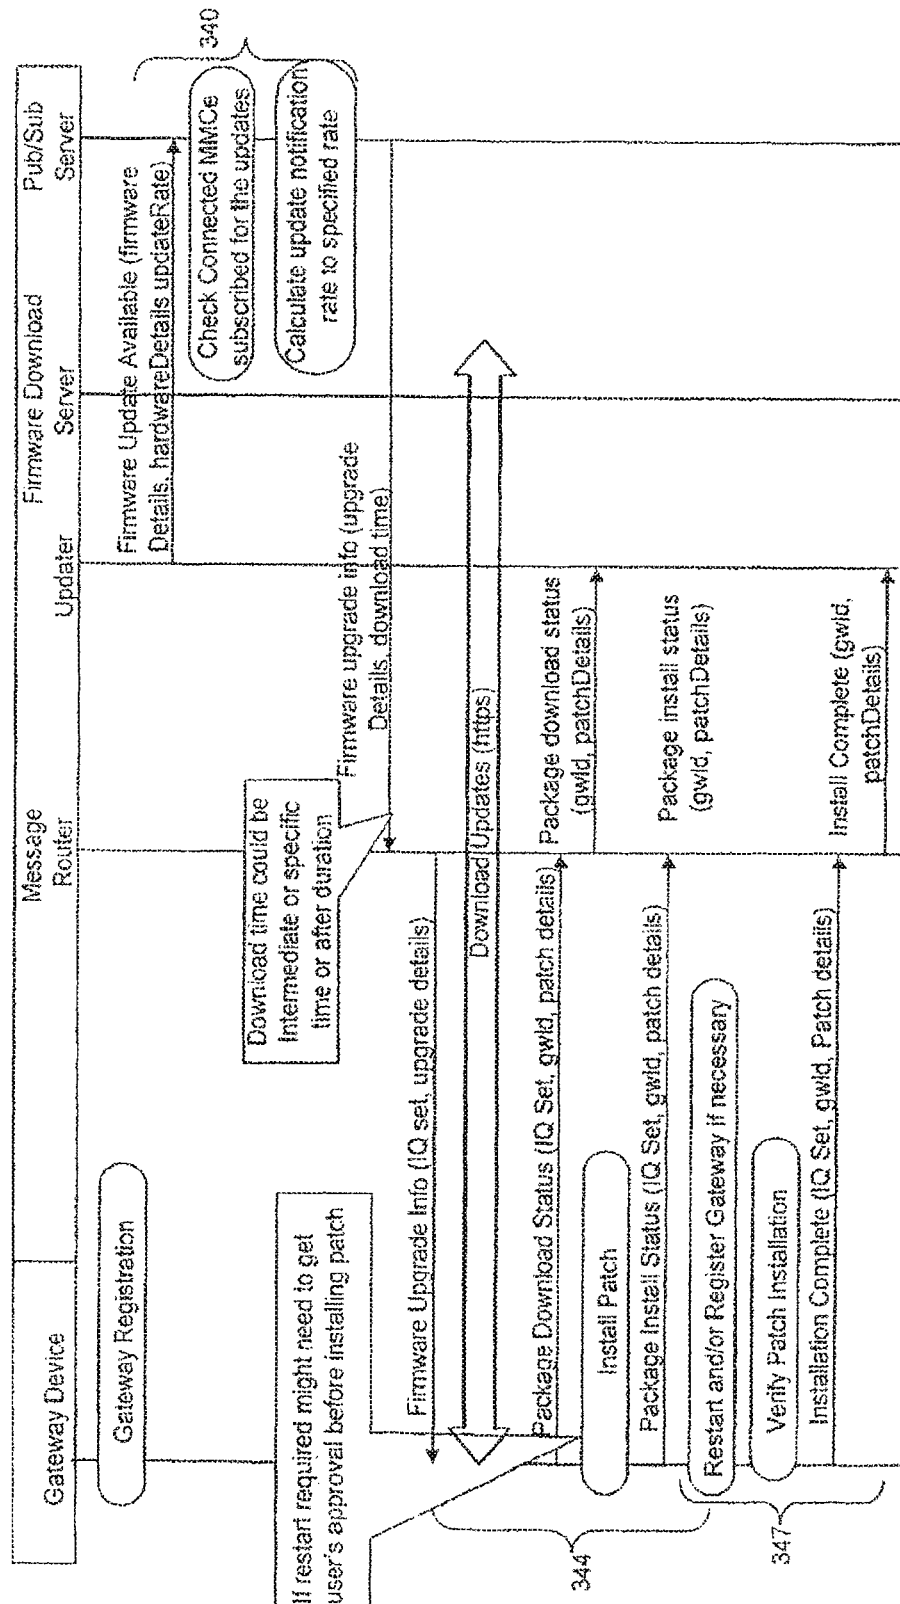 Gateway Device
Message
Router
Updater
Firmware Download
Server
Pub/Sub
Server
Gateway Registration
Firmware Update Available (firmware
Details, hardwareDetails updateRate)
Check Connected MMCe
subscribed for the updates
Calculate update notification
rate to specified rate
340
Download time could be
Intermediate or specific
time or after duration
Firmware upgrade info (upgrade
Details, download time)
If restart required might need to get
user's approval before installing patch
Firmware Upgrade Info (IQ set, upgrade details)
Download Updates (https)
Package Download Status (IQ Set, gwId, patch details)
Package download status
(gwId, patchDetails)
Install Patch
Package Install Status (IQ Set, gwId, patch details)
Package install status
(gwId, patchDetails)
344
Restart and/or Register Gateway if necessary
Verify Patch Installation
Installation Complete (IQ Set, gwId, Patch details)
Install Complete (gwId,
patchDetails)
347